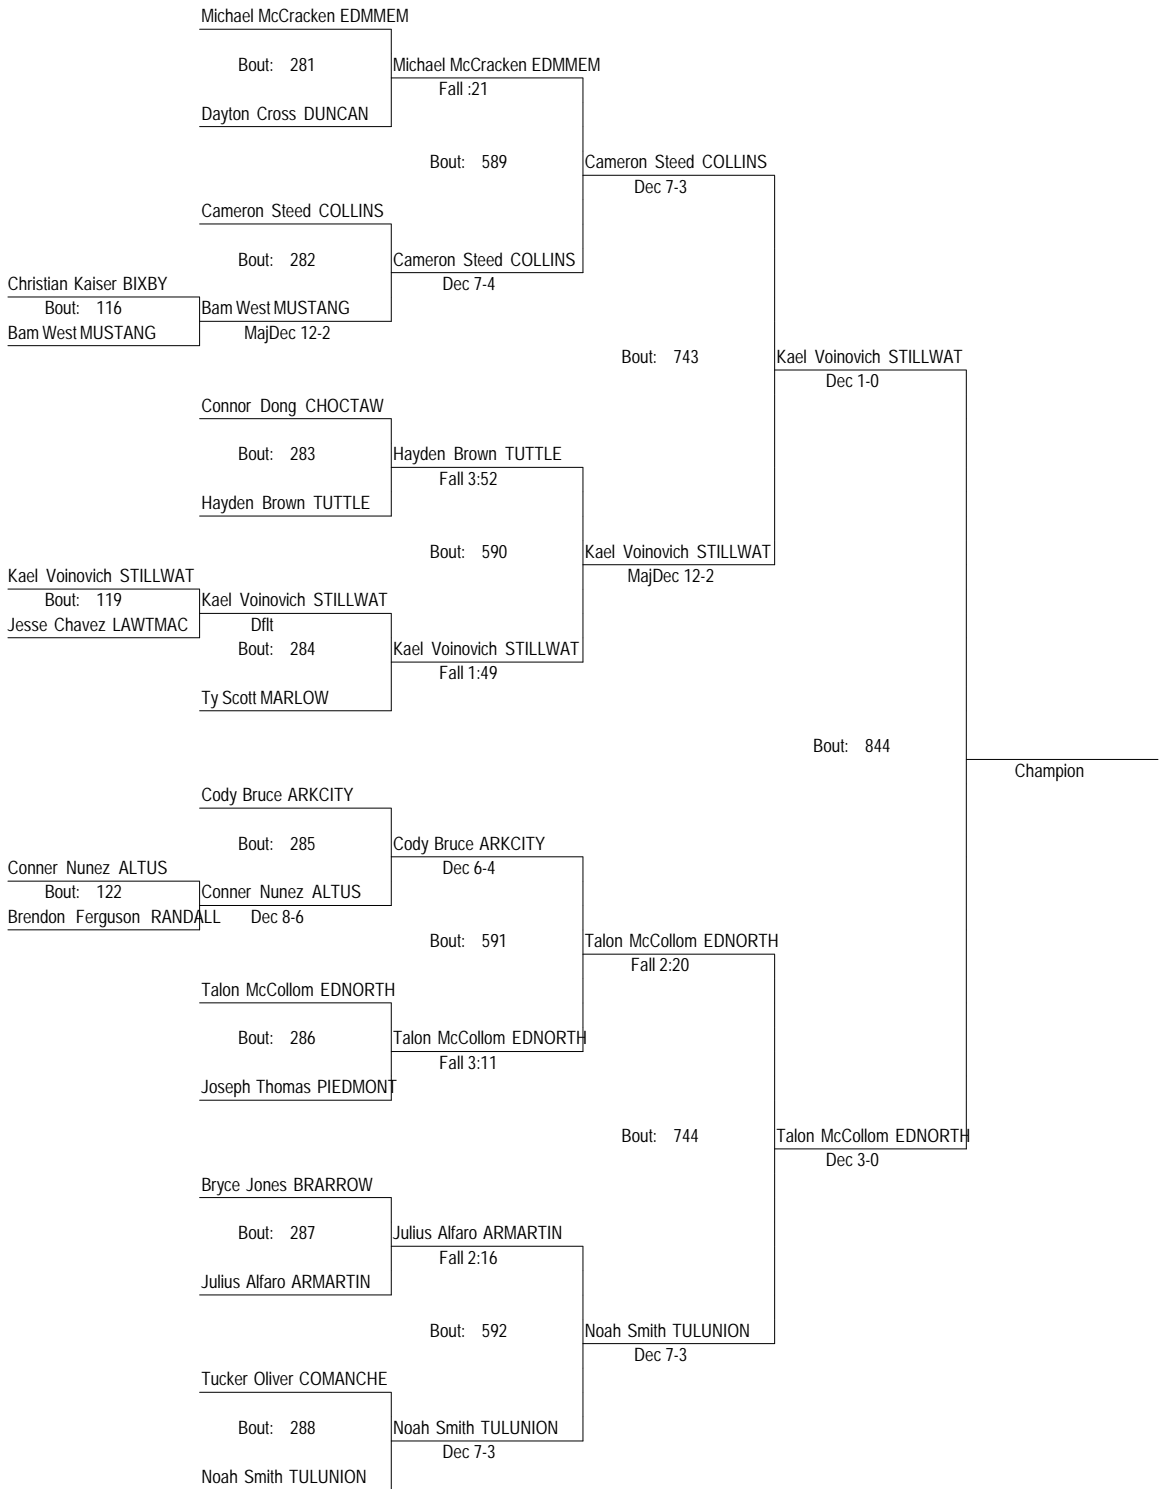 Michael McCracken EDMMEM
Bout: 281
Michael McCracken EDMMEM
Fall :21
Dayton Cross DUNCAN
Bout: 589
Cameron Steed COLLINS
Dec 7-3
Cameron Steed COLLINS
Bout: 282
Cameron Steed COLLINS
Dec 7-4
Christian Kaiser BIXBY
Bout: 116
Bam West MUSTANG
Bam West MUSTANG
MajDec 12-2
Bout: 743
Kael Voinovich STILLWAT
Dec 1-0
Connor Dong CHOCTAW
Bout: 283
Hayden Brown TUTTLE
Fall 3:52
Hayden Brown TUTTLE
Bout: 590
Kael Voinovich STILLWAT
MajDec 12-2
Kael Voinovich STILLWAT
Bout: 119
Kael Voinovich STILLWAT
Jesse Chavez LAWTMAC
Dflt
Bout: 284
Kael Voinovich STILLWAT
Fall 1:49
Ty Scott MARLOW
Bout: 844
Champion
Cody Bruce ARKCITY
Bout: 285
Cody Bruce ARKCITY
Dec 6-4
Conner Nunez ALTUS
Bout: 122
Conner Nunez ALTUS
Brendon Ferguson RANDALL
Dec 8-6
Bout: 591
Talon McCollom EDNORTH
Fall 2:20
Talon McCollom EDNORTH
Bout: 286
Talon McCollom EDNORTH
Fall 3:11
Joseph Thomas PIEDMONT
Bout: 744
Talon McCollom EDNORTH
Dec 3-0
Bryce Jones BRARROW
Bout: 287
Julius Alfaro ARMARTIN
Fall 2:16
Julius Alfaro ARMARTIN
Bout: 592
Noah Smith TULUNION
Dec 7-3
Tucker Oliver COMANCHE
Bout: 288
Noah Smith TULUNION
Dec 7-3
Noah Smith TULUNION